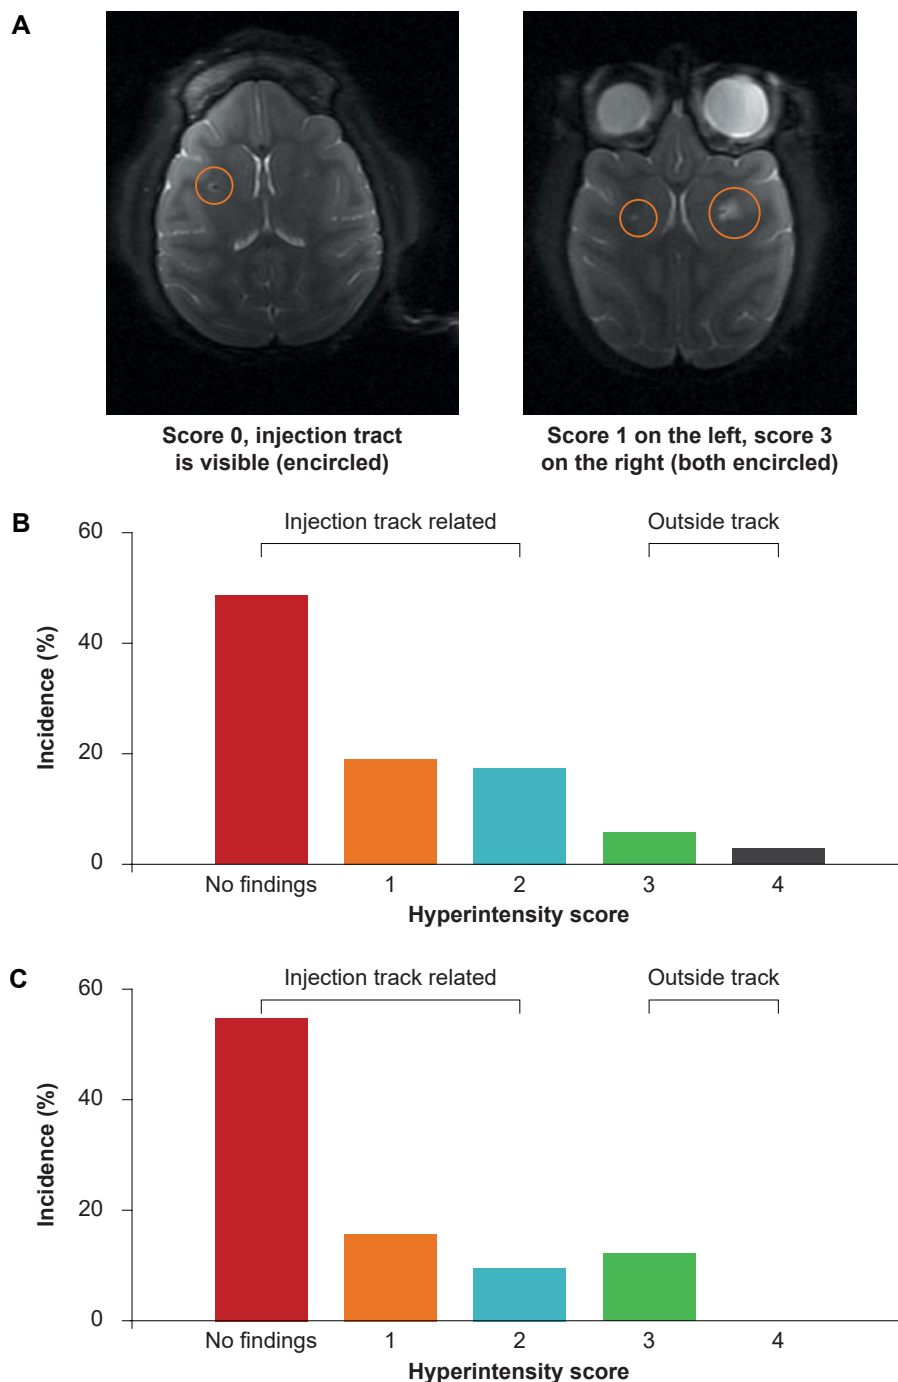 A
Score 0, injection tract
is visible (encircled)
Score 1 on the left, score 3
on the right (both encircled)
B
Injection track related
Outside track
60
40
20
0
Incidence (%)
No findings
1
2
3
4
Hyperintensity score
C
Injection track related
Outside track
60
40
20
0
Incidence (%)
No findings
1
2
3
4
Hyperintensity score